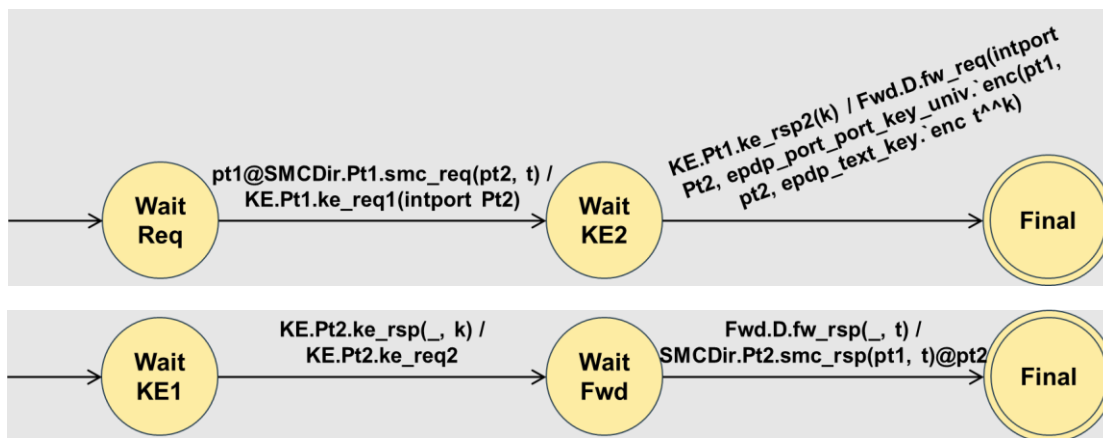 KE.Pt1.ke_rsp2(k) / Fwd.D.fw_req(intport
Pt2, epdp_port_port_key_univ.`enc(pt1,
pt2, epdp_text_key.`enc t^^k)
pt1@SMCDir.Pt1.smc_req(pt2, t) /
KE.Pt1.ke_req1(intport Pt2)
Wait
Req
Wait
KE2
Final
KE.Pt2.ke_rsp(_, k) /
KE.Pt2.ke_req2
Fwd.D.fw_rsp(_, t) /
SMCDir.Pt2.smc_rsp(pt1, t)@pt2
Wait
KE1
Wait
Fwd
Final